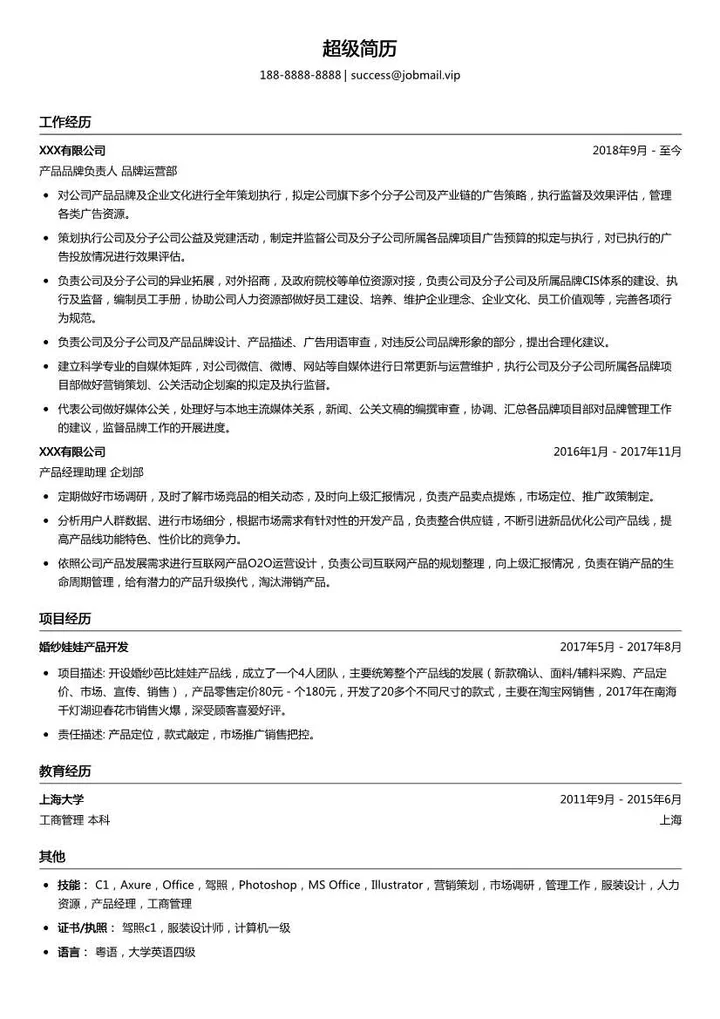 超级简历
188-8888-8888 | success@jobmail.vip
工作经历
XXX有限公司 2018年9月 - 至今
产品品牌负责人 品牌运营部
• 对公司产品品牌及企业文化进行全年策划执行，拟定公司旗下多个分子公司及产业链的广告策略，执行监督及效果评估，管理
各类广告资源。
• 策划执行公司及分子公司公益及党建活动，制定并监督公司及分子公司所属各品牌项目广告预算的拟定与执行，对已执行的广
告投放情况进行效果评估。
• 负责公司及分子公司的异业拓展，对外招商，及政府院校等单位资源对接，负责公司及分子公司及所属品牌CIS体系的建设、执
行及监督，编制员工手册，协助公司人力资源部做好员工建设、培养、维护企业理念、企业文化、员工价值观等，完善各项行
为规范。
• 负责公司及分子公司及产品品牌设计、产品描述、广告用语审查，对违反公司品牌形象的部分，提出合理化建议。
• 建立科学专业的自媒体矩阵，对公司微信、微博、网站等自媒体进行日常更新与运营维护，执行公司及分子公司所属各品牌项
目部做好营销策划、公关活动企划案的拟定及执行监督。
• 代表公司做好媒体公关，处理好与本地主流媒体关系，新闻、公关文稿的编撰审查，协调、汇总各品牌项目部对品牌管理工作
的建议，监督品牌工作的开展进度。
XXX有限公司 2016年1月 - 2017年11月
产品经理助理 企划部
• 定期做好市场调研，及时了解市场竞品的相关动态，及时向上级汇报情况，负责产品卖点提炼，市场定位、推广政策制定。
• 分析用户人群数据、进行市场细分，根据市场需求有针对性的开发产品，负责整合供应链，不断引进新品优化公司产品线，提
高产品线功能特色、性价比的竞争力。
• 依照公司产品发展需求进行互联网产品O2O运营设计，负责公司互联网产品的规划整理，向上级汇报情况，负责在销产品的生
命周期管理，给有潜力的产品升级换代，淘汰滞销产品。
项目经历
婚纱娃娃产品开发 2017年5月 - 2017年8月
• 项目描述: 开设婚纱芭比娃娃产品线，成立了一个4人团队，主要统筹整个产品线的发展（新款确认、面料/辅料采购、产品定
价、市场、宣传、销售），产品零售定价80元 - 个180元，开发了20多个不同尺寸的款式，主要在淘宝网销售，2017年在南海
千灯湖迎春花市销售火爆，深受顾客喜爱好评。
• 责任描述: 产品定位，款式敲定，市场推广销售把控。
教育经历
上海大学 2011年9月 - 2015年6月
工商管理 本科 上海
其他
• 技能： C1，Axure，Office，驾照，Photoshop，MS Office，Illustrator，营销策划，市场调研，管理工作，服装设计，人力
资源，产品经理，工商管理
• 证书/执照： 驾照c1，服装设计师，计算机一级
• 语言： 粤语，大学英语四级